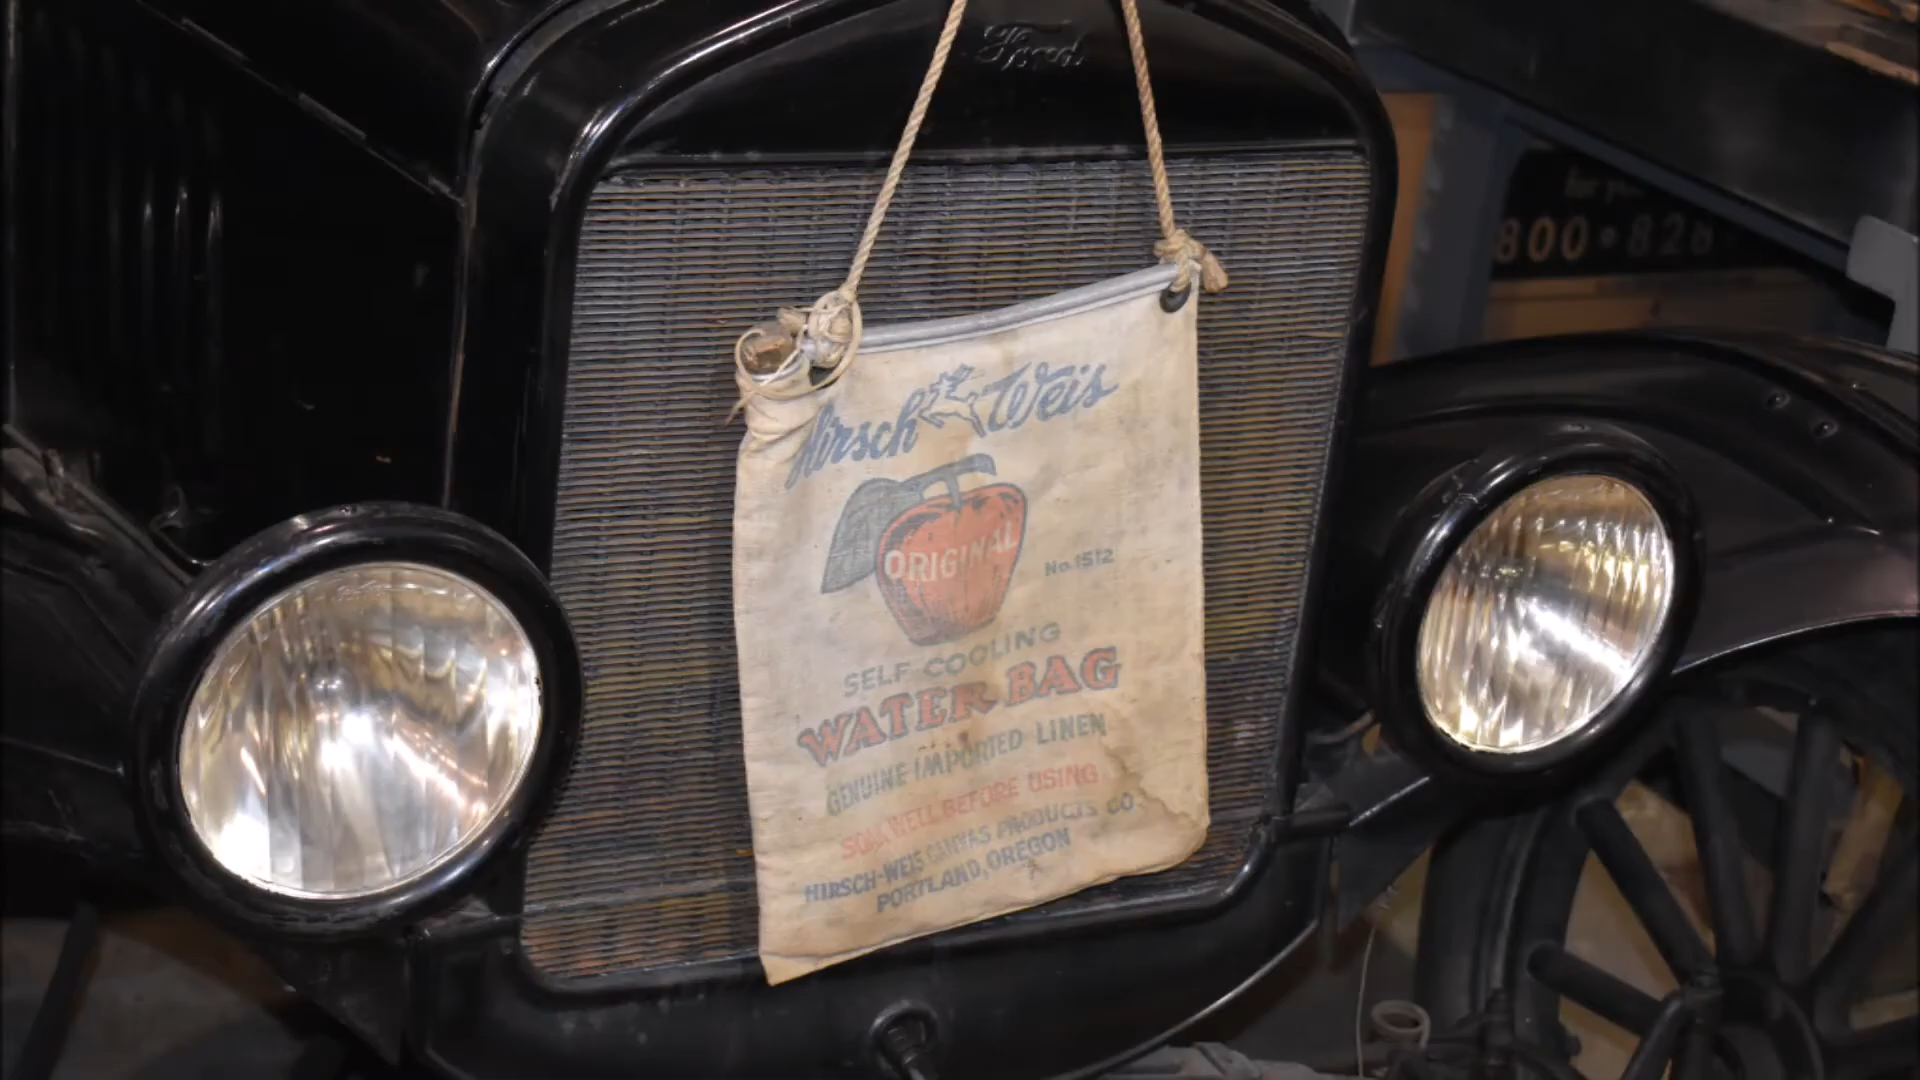 Ford
Hirsch Weis
ORIGINAL
No. 1512
SELF COOLING
WATER BAG
GENUINE IMPORTED LINEN
SOAK WELL BEFORE USING
HIRSCH-WEIS CANVAS PRODUCTS CO.
PORTLAND, OREGON
for
800 • 828